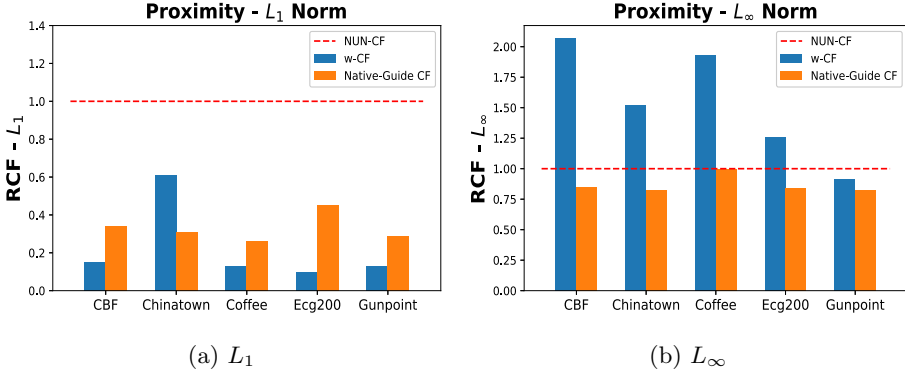 Proximity - L₁ Norm
RCF - L₁
1.4
1.2
1.0
0.8
0.6
0.4
0.2
0.0
NUN-CF
w-CF
Native-Guide CF
CBF Chinatown Coffee Ecg200 Gunpoint
(a) L₁
Proximity - L∞ Norm
RCF - L∞
2.00
1.75
1.50
1.25
1.00
0.75
0.50
0.25
0.00
NUN-CF
w-CF
Native-Guide CF
CBF Chinatown Coffee Ecg200 Gunpoint
(b) L∞